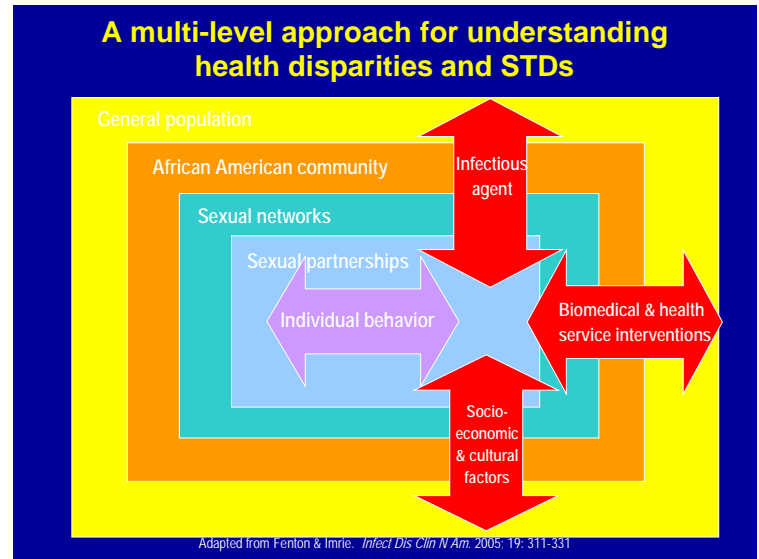 A multi-level approach for understanding
health disparities and STDs
General population
African American community
Infectious
agent
Sexual networks
Sexual partnerships
Individual behavior
Biomedical & health
service interventions
Socio-
economic
& cultural
factors
Adapted from Fenton & Imrie. Infect Dis Clin N Am. 2005; 19: 311-331